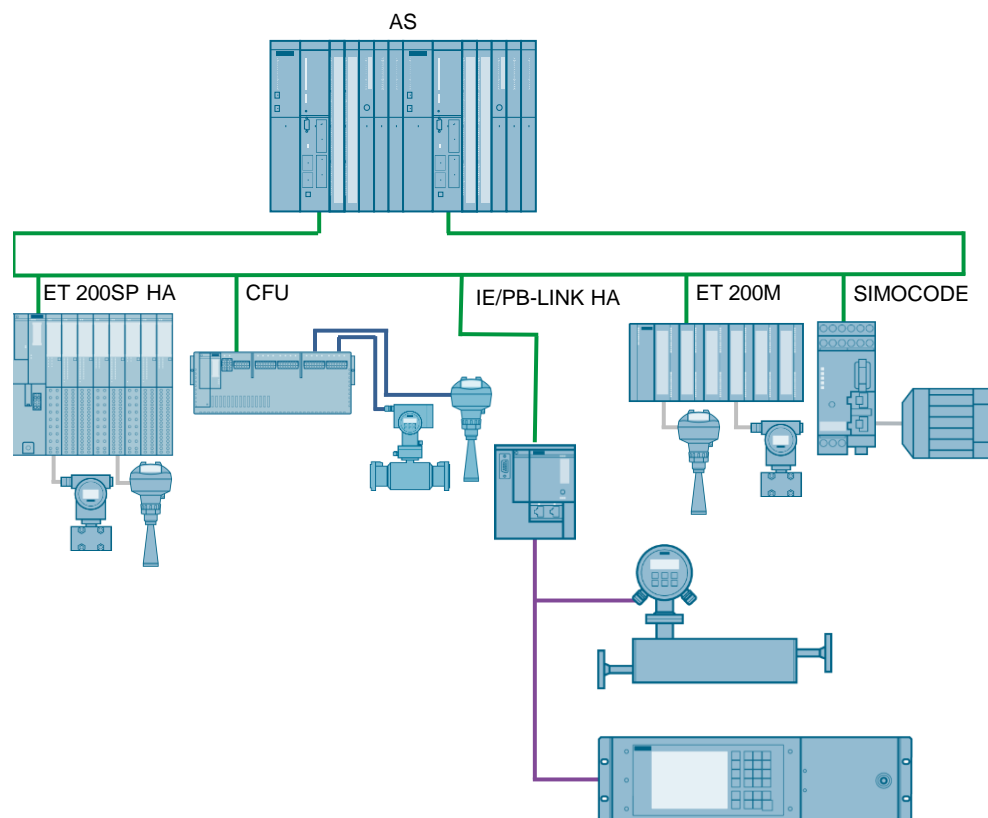 AS
ET 200SP HA
CFU
IE/PB-LINK HA
ET 200M
SIMOCODE